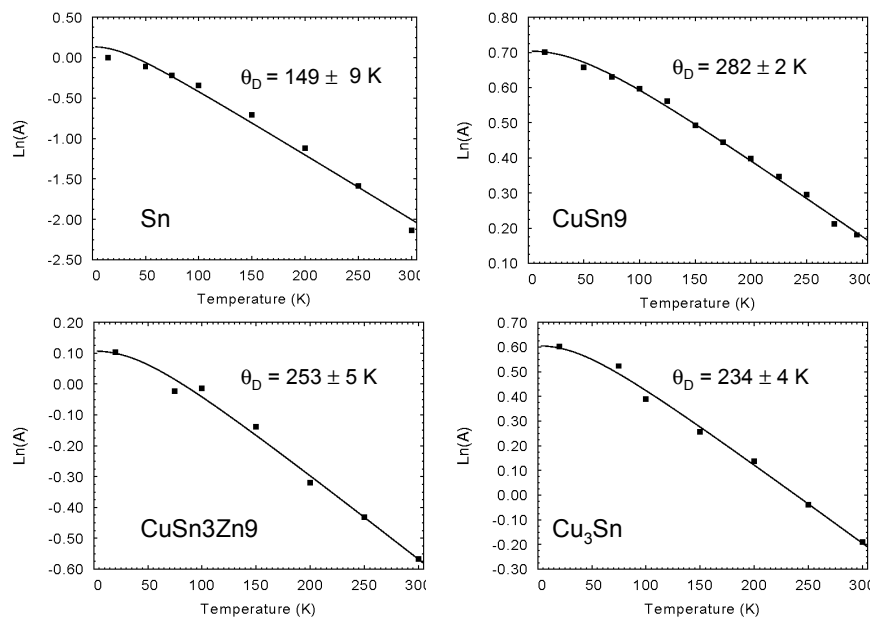 0.50
0.00
-0.50
-1.00
-1.50
-2.00
-2.50
Ln(A)
θD = 149 ± 9 K
Sn
0 50 100 150 200 250 300
Temperature (K)
0.80
0.70
0.60
0.50
0.40
0.30
0.20
0.10
Ln(A)
θD = 282 ± 2 K
CuSn9
0 50 100 150 200 250 300
Temperature (K)
0.20
0.10
0.00
-0.10
-0.20
-0.30
-0.40
-0.50
-0.60
Ln(A)
θD = 253 ± 5 K
CuSn3Zn9
0 50 100 150 200 250 300
Temperature (K)
0.70
0.60
0.50
0.40
0.30
0.20
0.10
0.00
-0.10
-0.20
-0.30
Ln(A)
θD = 234 ± 4 K
Cu3Sn
0 50 100 150 200 250 300
Temperature (K)